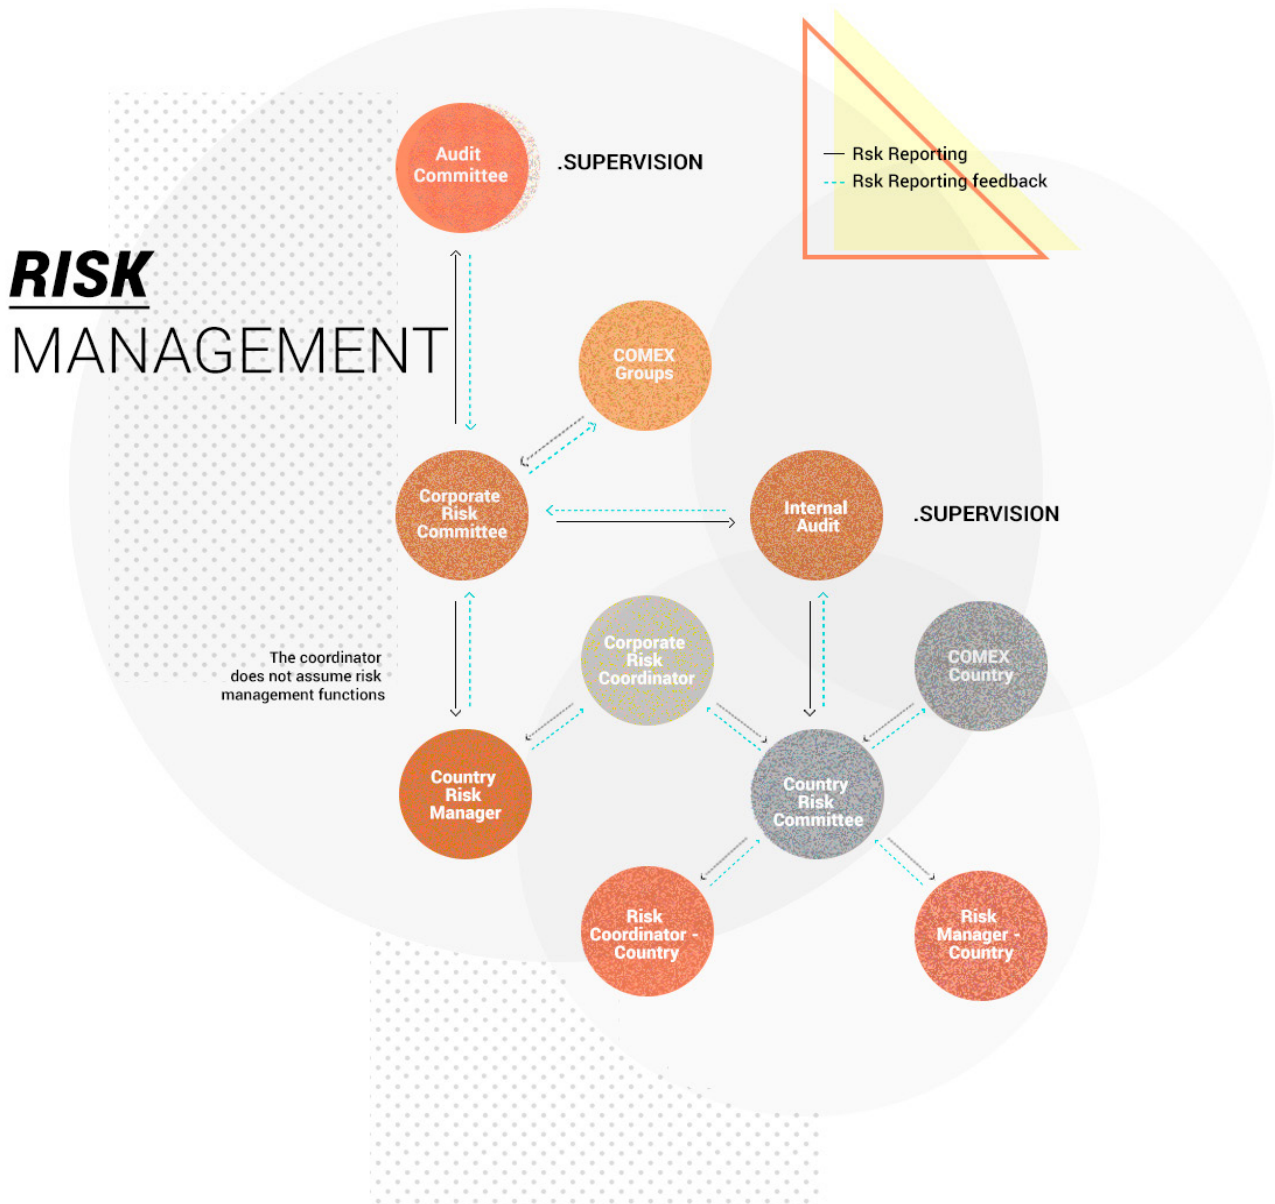 Audit
Committee
.SUPERVISION
Rsk Reporting
Rsk Reporting feedback
RISK
MANAGEMENT
COMEX
Groups
Corporate
Risk
Committee
Internal
Audit
.SUPERVISION
The coordinator
does not assume risk
management functions
Corporate
Risk
Coordinator
COMEX
Country
Country
Risk
Manager
Country
Risk
Committee
Risk
Coordinator -
Country
Risk
Manager -
Country